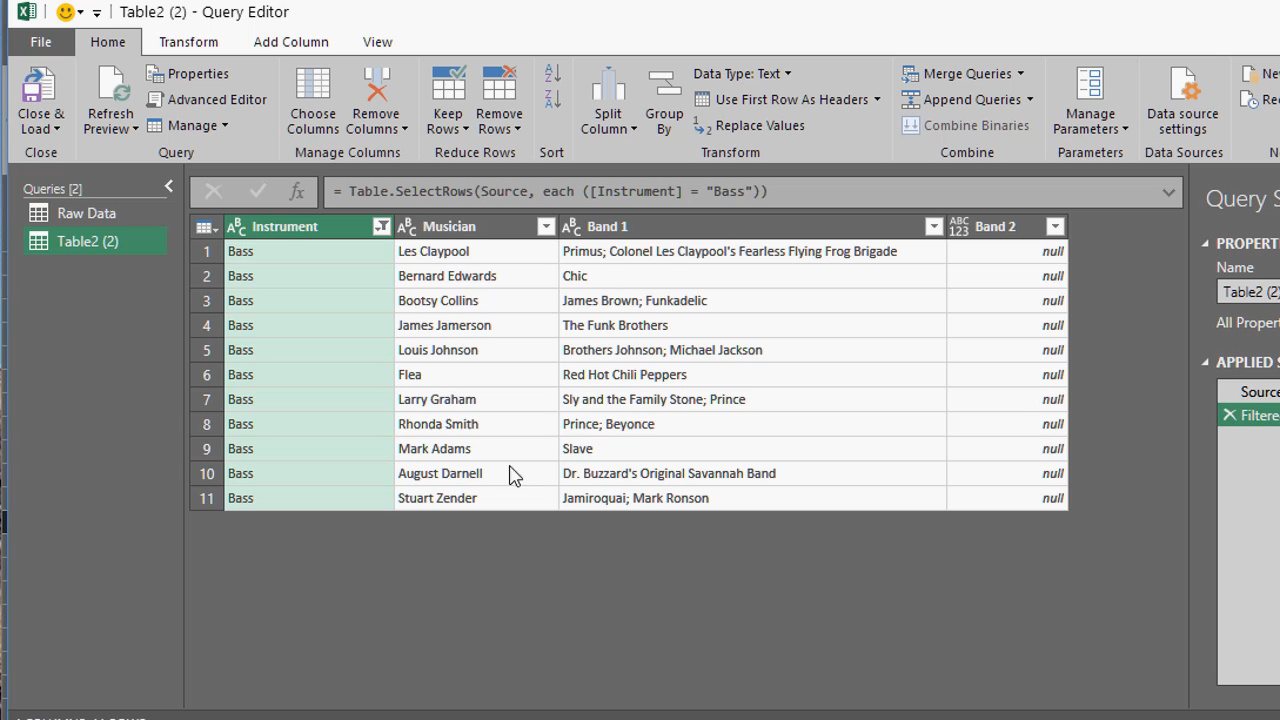 Table2 (2) - Query Editor
File Home Transform Add Column View
Close & Load
Close
Refresh Preview
Properties
Advanced Editor
Manage
Query
Choose Columns
Remove Columns
Manage Columns
Keep Rows
Remove Rows
Reduce Rows
Sort
Split Column
Group By
Data Type: Text
Use First Row As Headers
Replace Values
Transform
Merge Queries
Append Queries
Combine Binaries
Combine
Manage Parameters
Parameters
Data source settings
Data Sources
Queries [2]
Raw Data
Table2 (2)
fx = Table.SelectRows(Source, each ([Instrument] = "Bass"))
Instrument Musician Band 1 Band 2
1 Bass Les Claypool Primus; Colonel Les Claypool's Fearless Flying Frog Brigade null
2 Bass Bernard Edwards Chic null
3 Bass Bootsy Collins James Brown; Funkadelic null
4 Bass James Jamerson The Funk Brothers null
5 Bass Louis Johnson Brothers Johnson; Michael Jackson null
6 Bass Flea Red Hot Chili Peppers null
7 Bass Larry Graham Sly and the Family Stone; Prince null
8 Bass Rhonda Smith Prince; Beyonce null
9 Bass Mark Adams Slave null
10 Bass August Darnell Dr. Buzzard's Original Savannah Band null
11 Bass Stuart Zender Jamiroquai; Mark Ronson null
Query S
PROPERT
Name
Table2 (2)
All Proper
APPLIED S
Source
Filtere